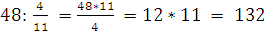 48: 4/11 = 48*11/4 = 12 * 11 = 132